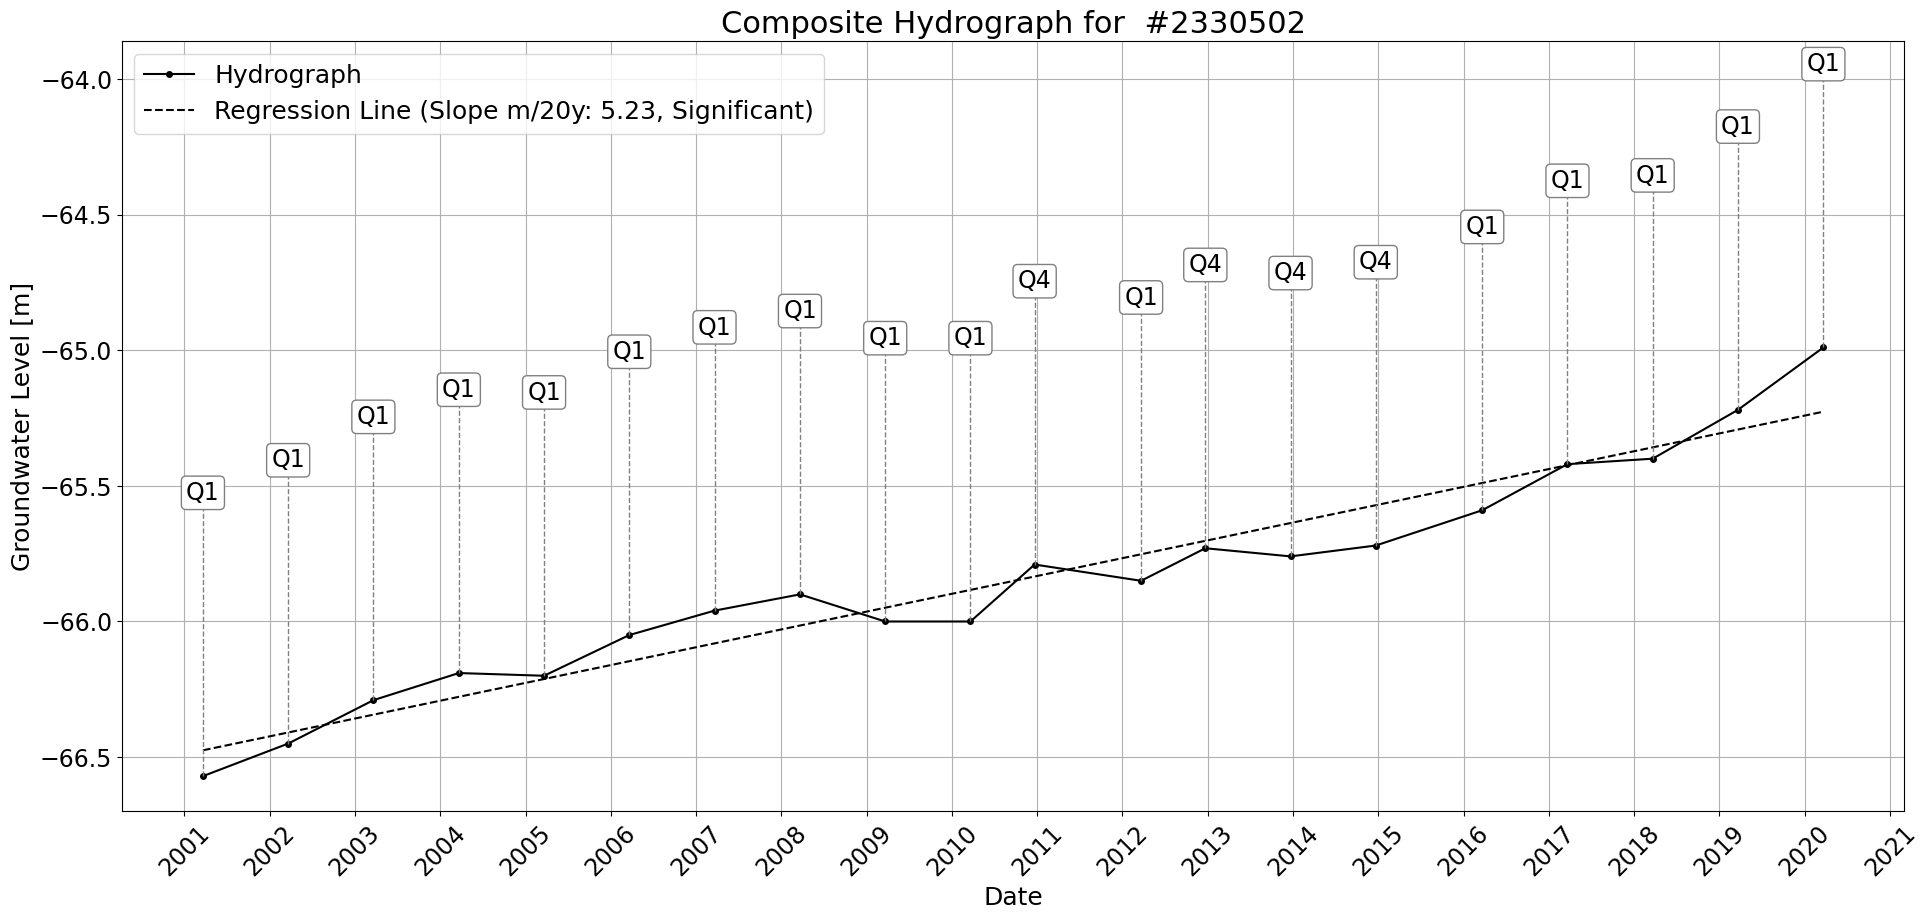 Composite Hydrograph for  #2330502
Hydrograph
Regression Line (Slope m/20y: 5.23, Significant)
Groundwater Level [m]
−64.0
−64.5
−65.0
−65.5
−66.0
−66.5
Q1
Q1
Q1
Q1
Q1
Q1
Q1
Q1
Q1
Q1
Q4
Q1
Q4
Q4
Q4
Q1
Q1
Q1
Q1
Q1
2001
2002
2003
2004
2005
2006
2007
2008
2009
2010
2011
2012
2013
2014
2015
2016
2017
2018
2019
2020
2021
Date